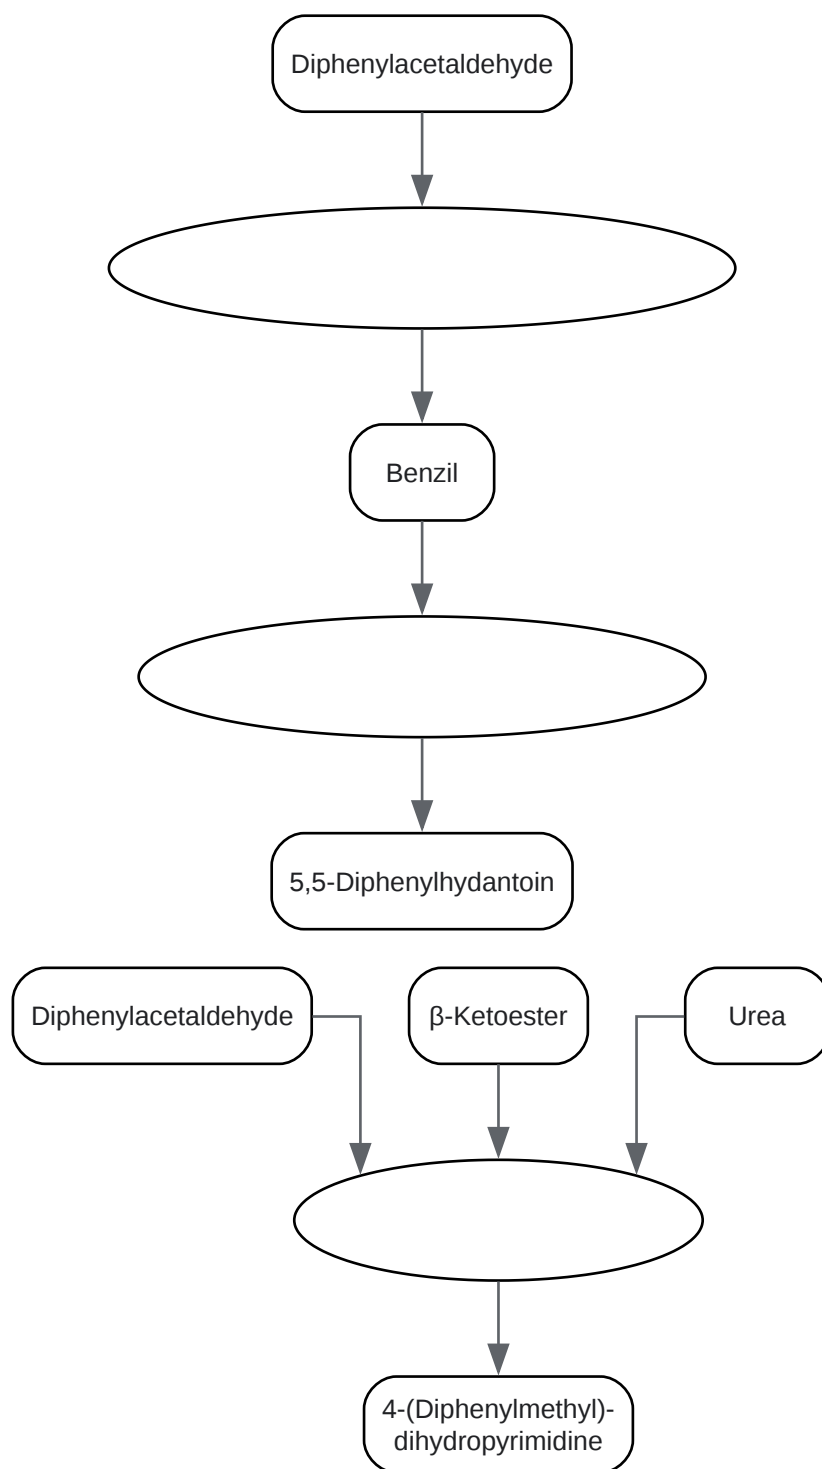 Diphenylacetaldehyde
Benzil
5,5-Diphenylhydantoin
Diphenylacetaldehyde
β-Ketoester
Urea
4-(Diphenylmethyl)-
dihydropyrimidine